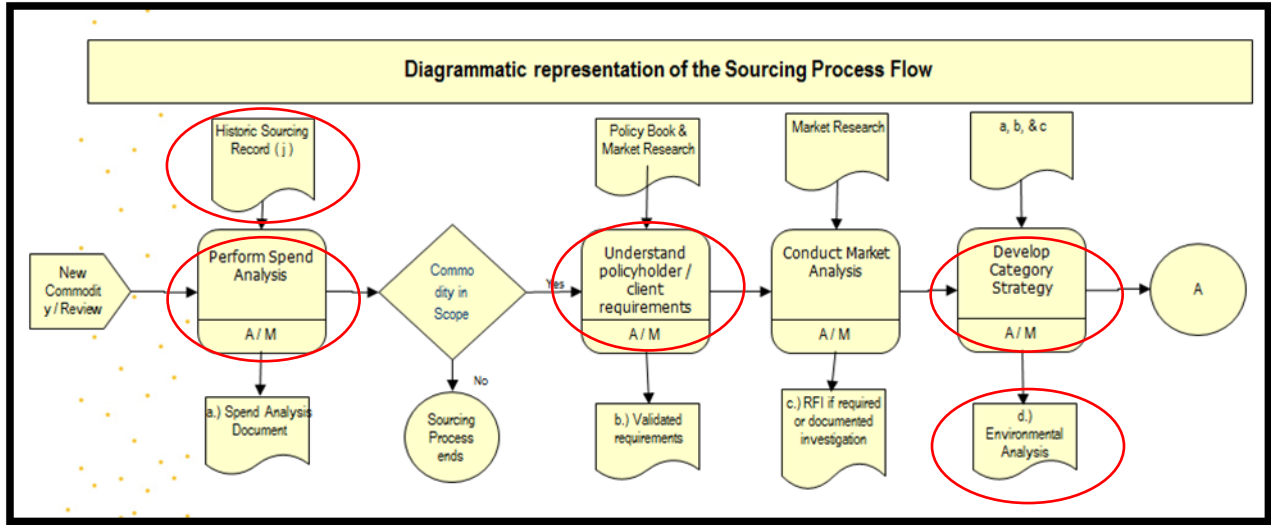 Diagrammatic representation of the Sourcing Process Flow
Historic Sourcing
Record ( j )
Policy Book &
Market Research
Market Research
a, b, & c
New
Commodit
y / Review
Perform Spend
Analysis
A / M
Commo
dity in
Scope
Yes
Understand
policyholder /
client
requirements
A / M
Conduct Market
Analysis
A / M
Develop
Category
Strategy
A / M
A
No
a.) Spend Analysis
Document
Sourcing
Process
ends
b.) Validated
requirements
c.) RFI if required
or documented
investigation
d.)
Environmental
Analysis